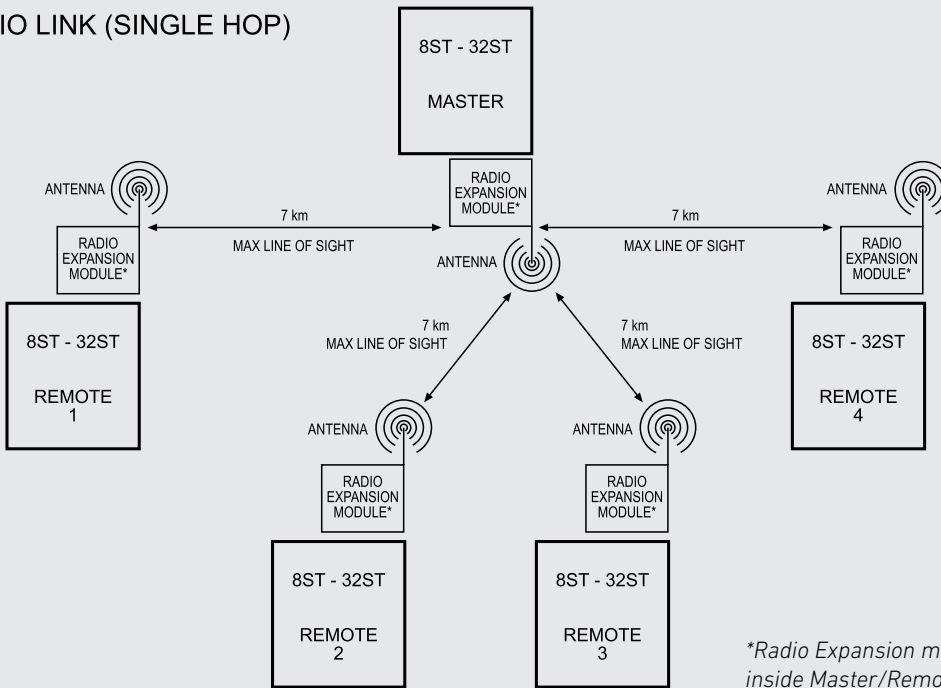 IO LINK (SINGLE HOP)
8ST - 32ST
MASTER
RADIO
EXPANSION
MODULE*
ANTENNA
ANTENNA
RADIO
EXPANSION
MODULE*
8ST - 32ST
REMOTE
1
7 km
MAX LINE OF SIGHT
7 km
MAX LINE OF SIGHT
ANTENNA
RADIO
EXPANSION
MODULE*
8ST - 32ST
REMOTE
4
7 km
MAX LINE OF SIGHT
7 km
MAX LINE OF SIGHT
ANTENNA
RADIO
EXPANSION
MODULE*
8ST - 32ST
REMOTE
2
ANTENNA
RADIO
EXPANSION
MODULE*
8ST - 32ST
REMOTE
3
*Radio Expansion
inside